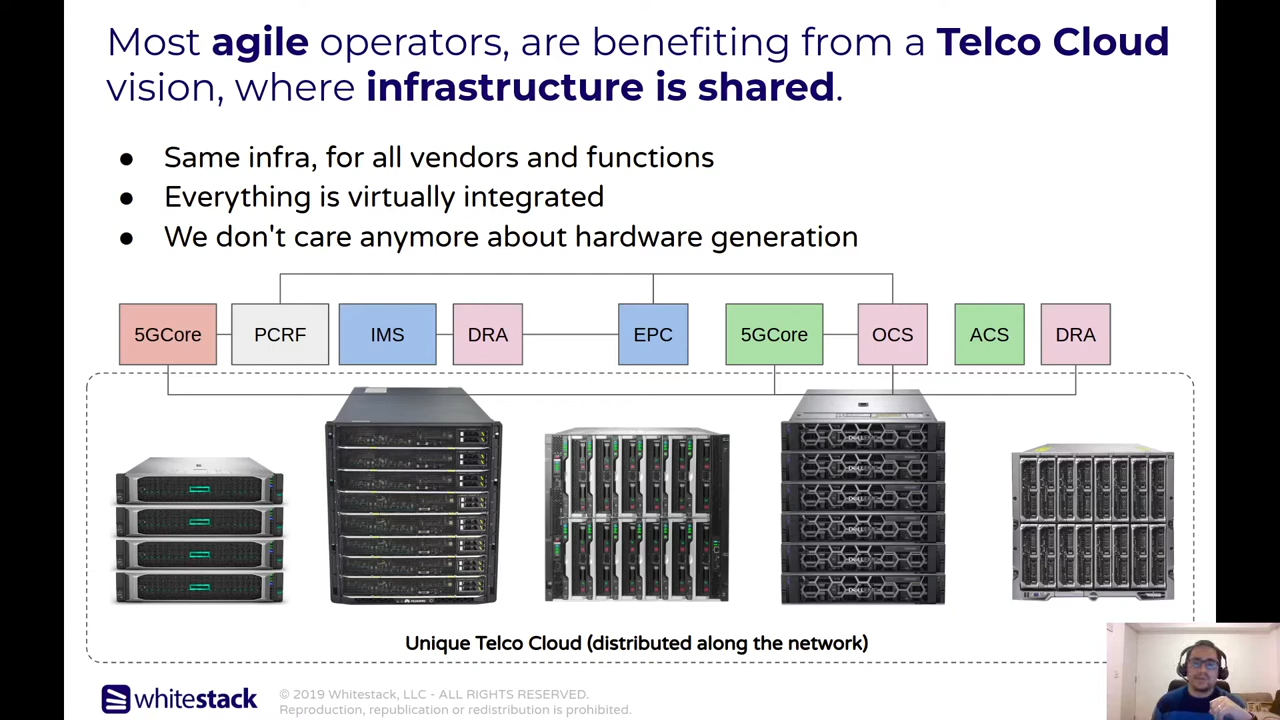 Most agile operators, are benefiting from a Telco Cloud
vision, where infrastructure is shared.
● Same infra, for all vendors and functions
● Everything is virtually integrated
● We don't care anymore about hardware generation
5GCore PCRF IMS DRA EPC 5GCore OCS ACS DRA
Unique Telco Cloud (distributed along the network)
whitestack
© 2019 Whitestack, LLC - ALL RIGHTS RESERVED.
Reproduction, republication or redistribution is prohibited.